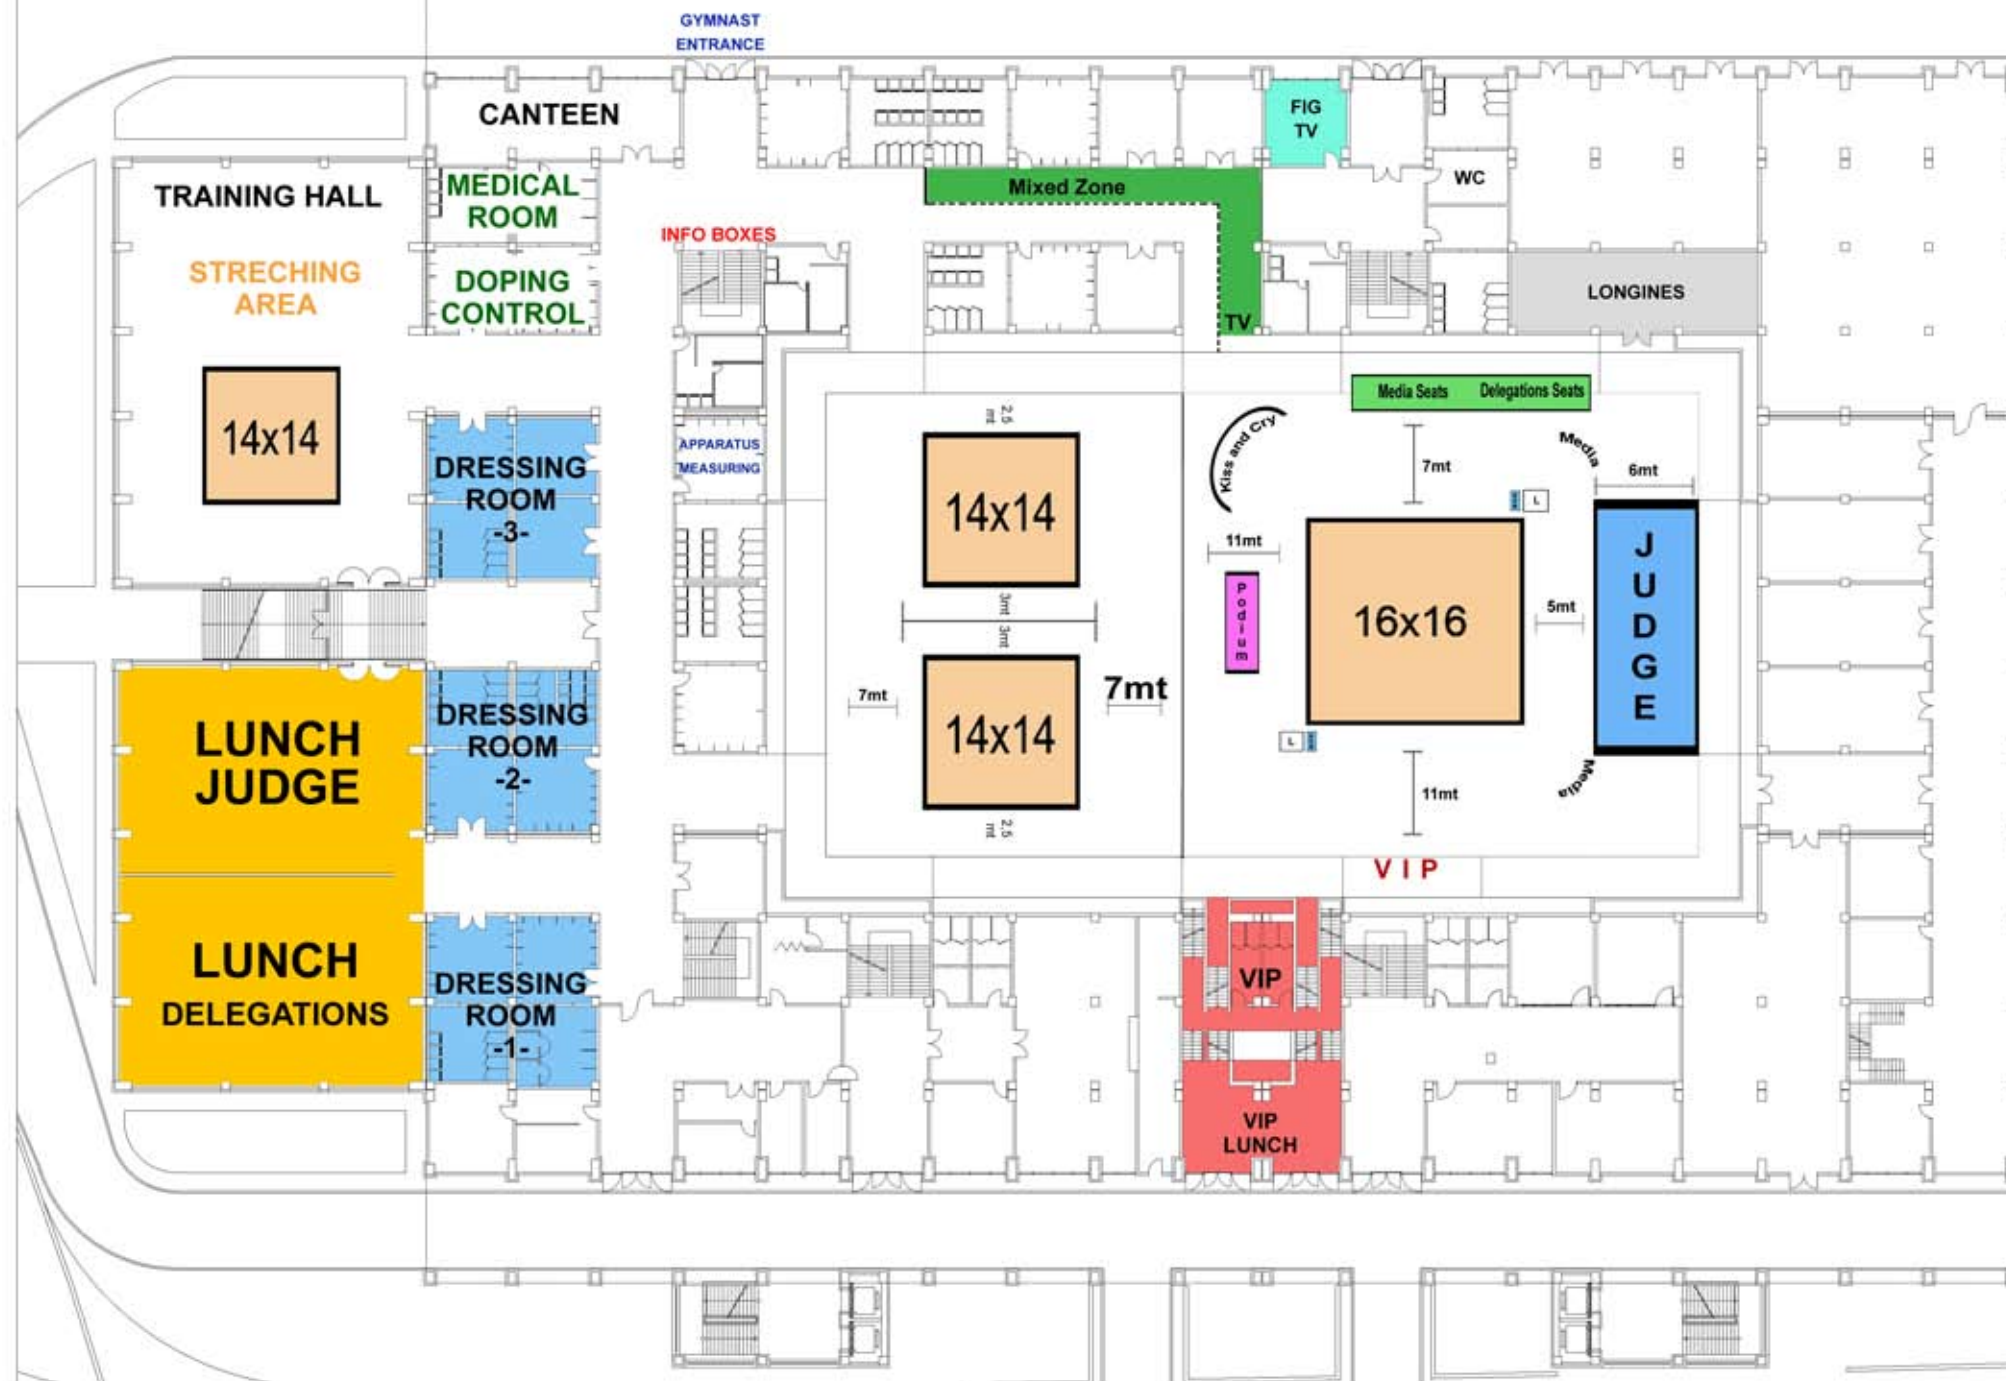 GYMNAST
ENTRANCE
CANTEEN
FIG
TV
TRAINING HALL
MEDICAL
ROOM
Mixed Zone
WC
INFO BOXES
STRECHING
AREA
DOPING
CONTROL
TV
LONGINES
14x14
Media Seats Delegations Seats
2,5
mt
Kiss and Cry
Media
APPARATUS
MEASURING
7mt
6mt
DRESSING
ROOM
-3-
14x14
L
11mt
JUDGE
Podium
16x16
5mt
3mt
3mt
LUNCH
JUDGE
DRESSING
ROOM
-2-
7mt
14x14
7mt
L
Media
11mt
2,5
mt
VIP
LUNCH
DELEGATIONS
DRESSING
ROOM
-1-
VIP
VIP
LUNCH